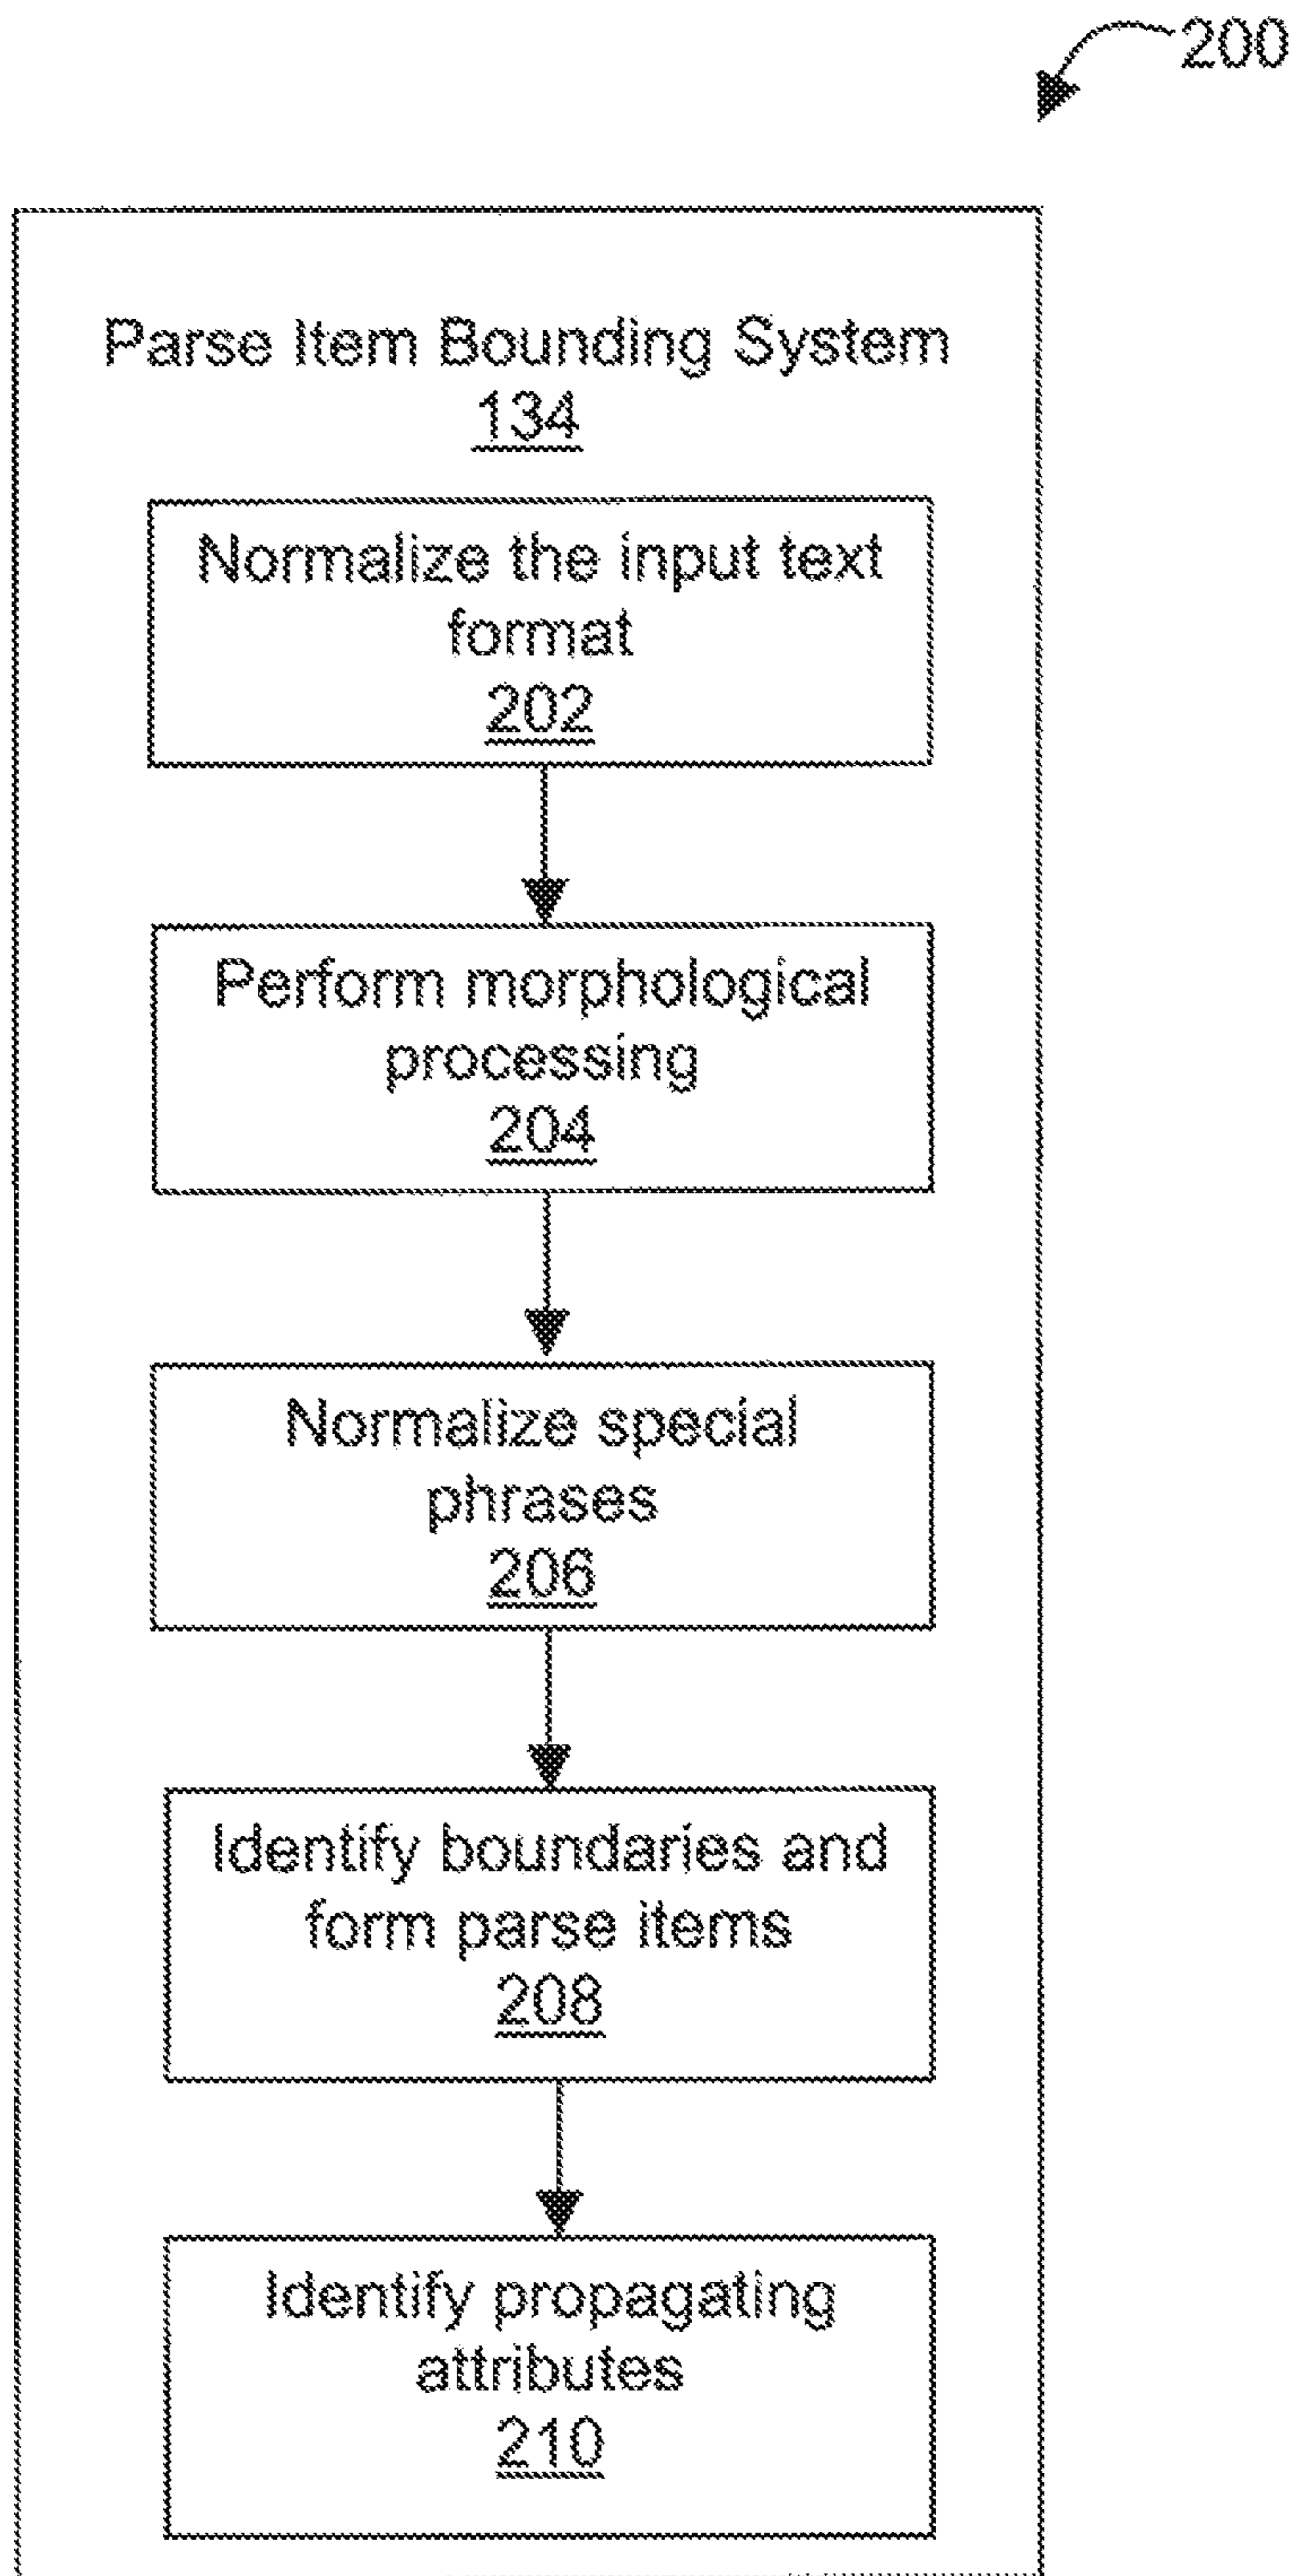 200
Parse Item Bounding System
134
Normalize the input text
format
202
Perform morphological
processing
204
Normalize special
phrases
206
Identify boundaries and
form parse items
208
Identify propagating
attributes
210